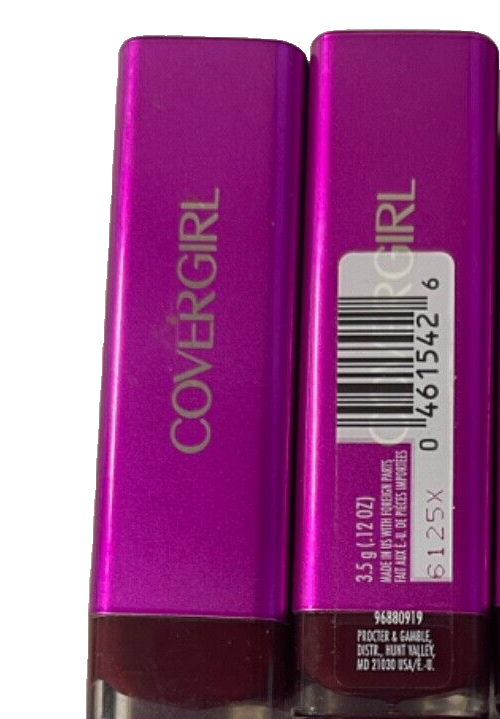 COVERGIRL
COVERGIRL
0 461542 6
3.5 g (.12 OZ)
MADE IN US WITH FOREIGN PARTS
FAIT AUX É.-U. DE PIÈCES IMPORTÉES
6125X
96880919
PROCTER & GAMBLE,
DISTR., HUNT VALLEY,
MD 21030 USA/E.-U.